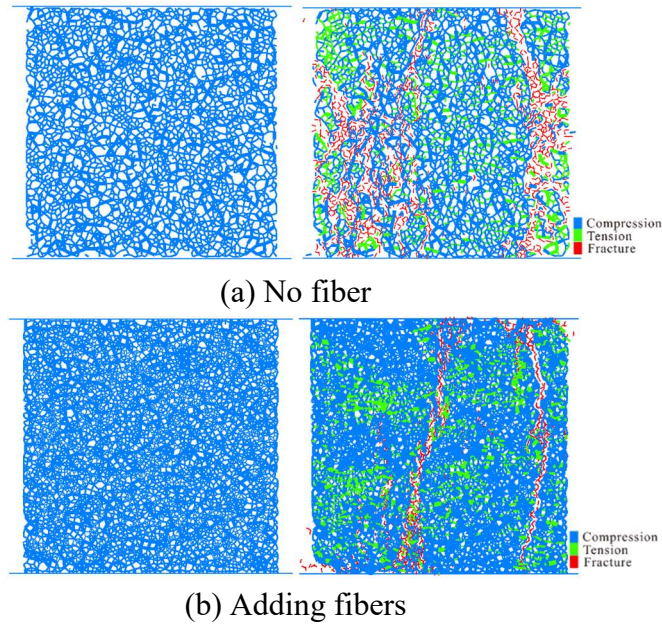 Compression
Tension
Fracture
(a) No fiber
Compression
Tension
Fracture
(b) Adding fibers